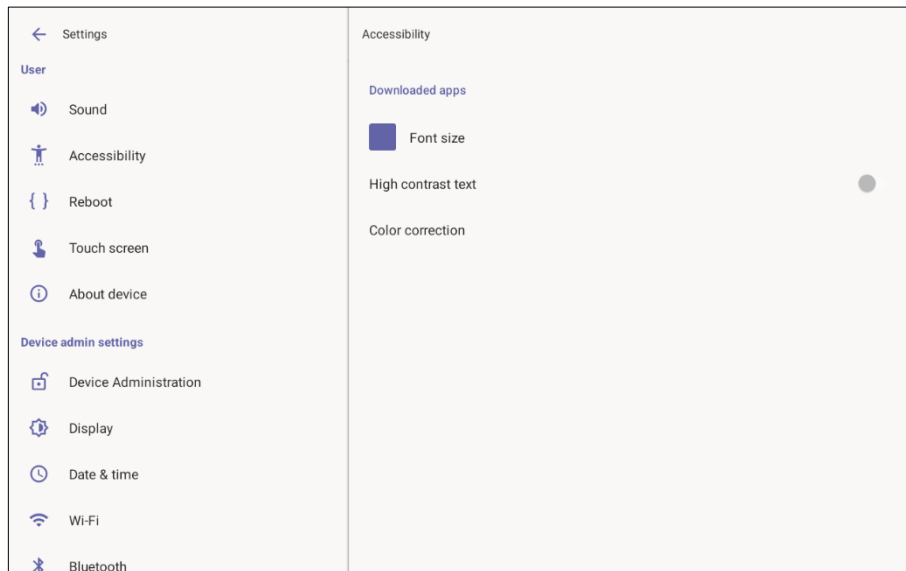 Settings
User
Sound
Accessibility
Reboot
Touch screen
About device
Device admin settings
Device Administration
Display
Date & time
Wi-Fi
Bluetooth
Accessibility
Downloaded apps
Font size
High contrast text
Color correction